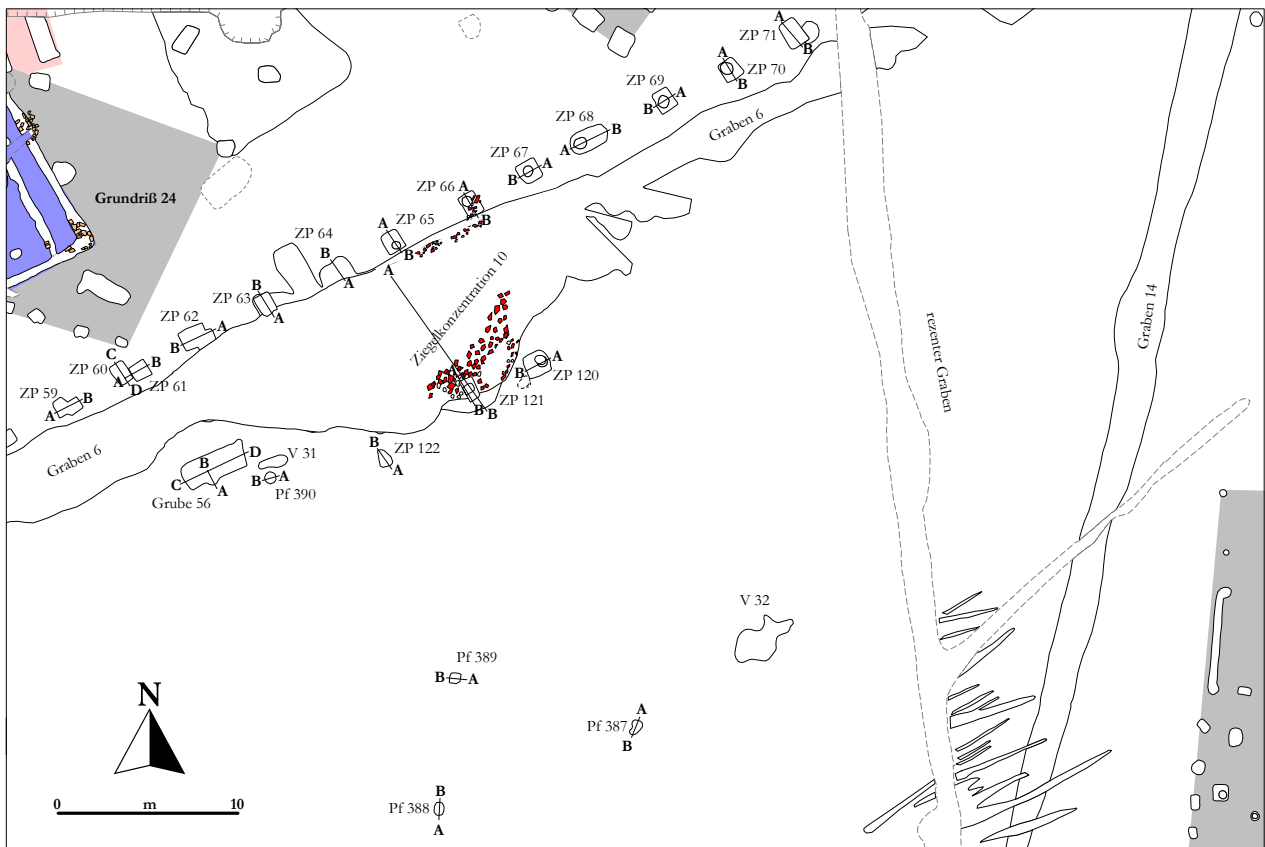 A
ZP 71
B
A
ZP 70
B
ZP 69
A
B
Graben 6
ZP 68
B
A
ZP 67
A
B
Grundriß 24
ZP 66
A
B
A
ZP 65
B
A
ZP 64
B
A
Ziegelkonzentration 10
B
ZP 63
A
rezenter Graben
Graben 14
ZP 62
A
B
C
ZP 60
B
A
D
ZP 61
A
B
ZP 120
A
ZP 59
B
A
ZP 121
B
B
Graben 6
B
ZP 122
A
D
B
V 31
C
A
B
A
Pf 390
Grube 56
V 32
Pf 389
B
A
A
Pf 387
B
N
0
m
10
B
Pf 388
A